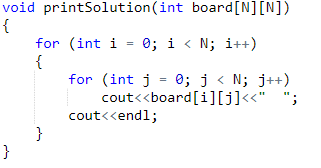 void printSolution(int board[N][N])
{
    for (int i = 0; i < N; i++)
    {
        for (int j = 0; j < N; j++)
            cout<<board[i][j]<<"  ";
        cout<<endl;
    }
}